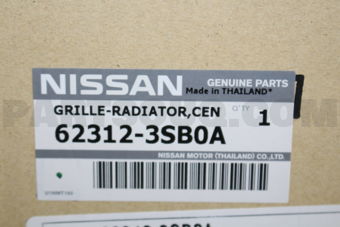 NISSAN
GENUINE PARTS
Made in THAILAND*
GRILLE-RADIATOR,CEN
Q'TY
1
62312-3SB0A
NISSAN MOTOR (THAILAND) CO.,LTD.